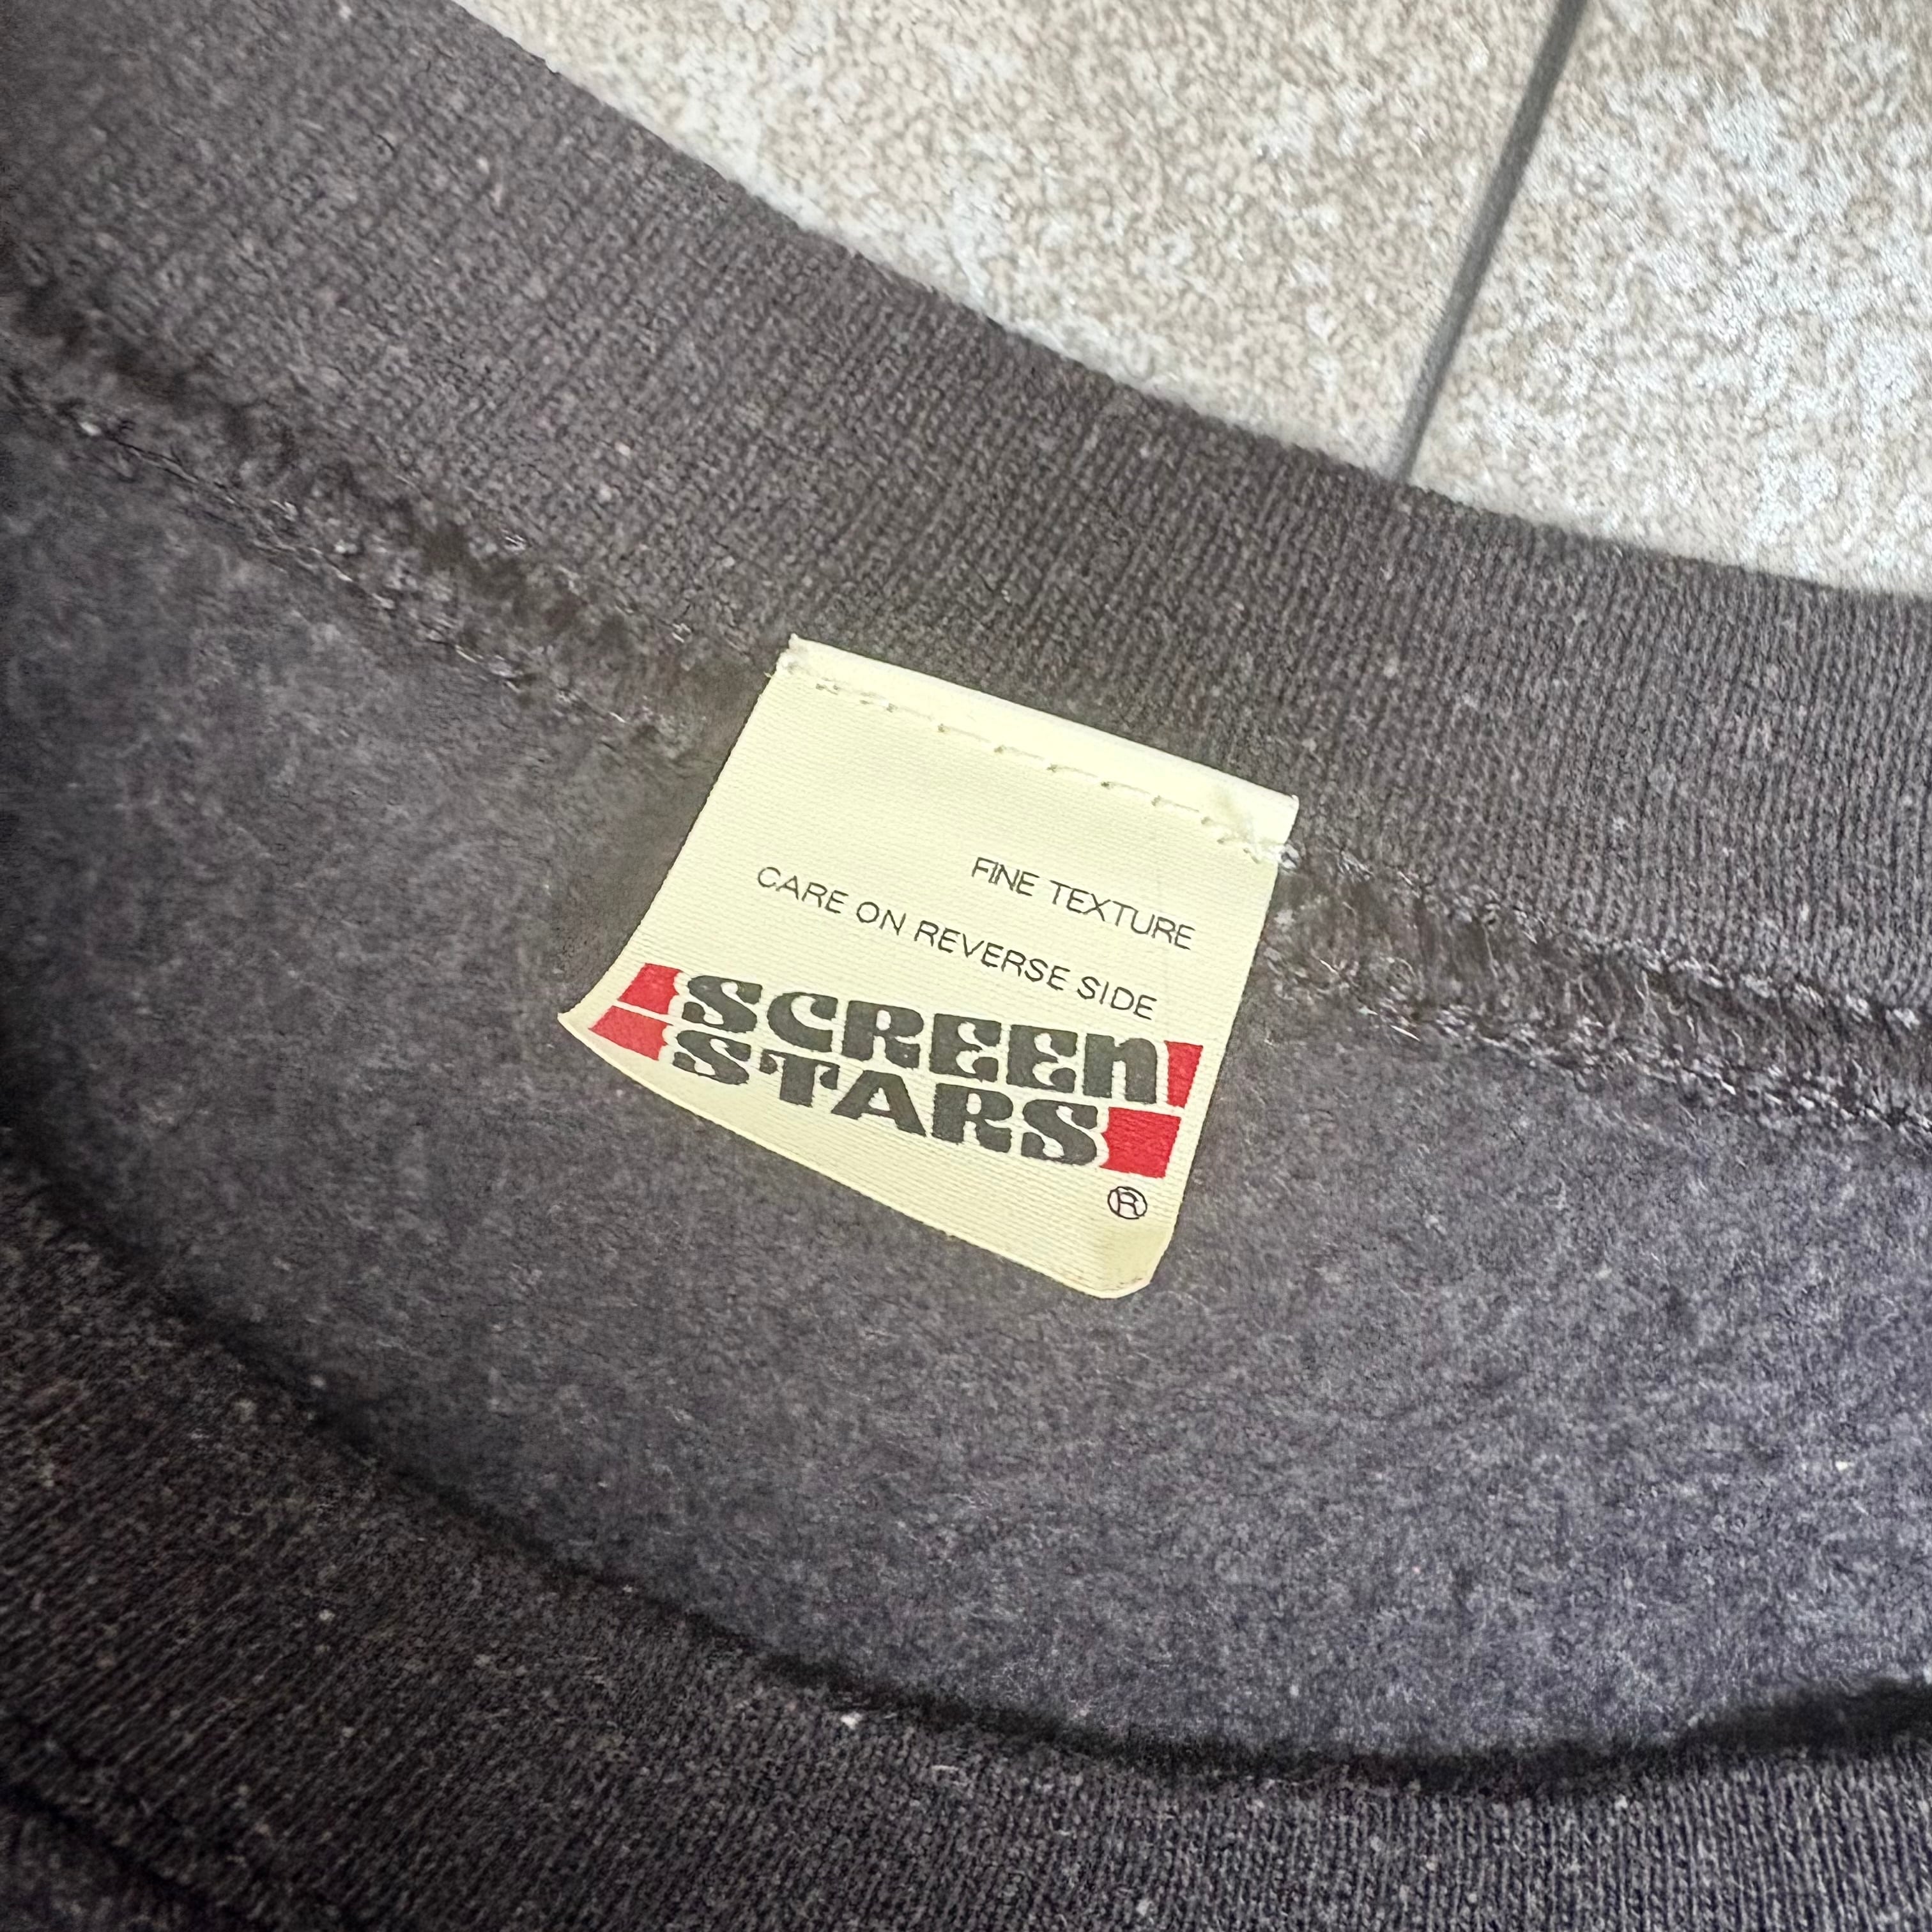 FINE TEXTURE
CARE ON REVERSE SIDE
SCREEN
STARS
®